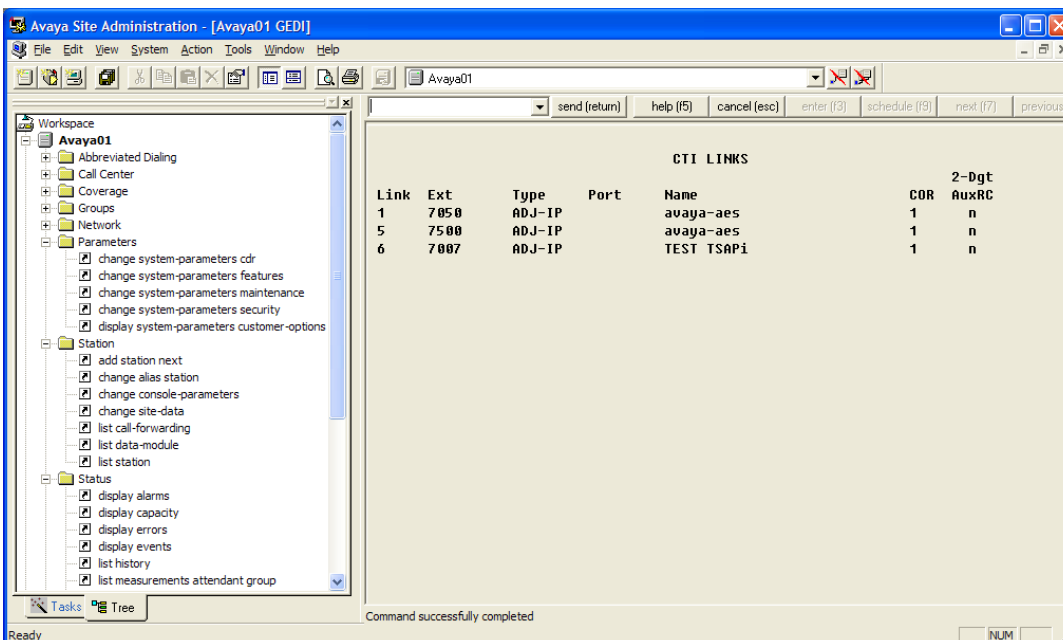 Avaya Site Administration - [Avaya01 GEDI]
File Edit View System Action Tools Window Help
Avaya01
send (return) help (f5) cancel (esc) enter (f3) schedule (f9) next (f7) previous
Workspace
Avaya01
Abbreviated Dialing
Call Center
Coverage
Groups
Network
Parameters
change system-parameters cdr
change system-parameters features
change system-parameters maintenance
change system-parameters security
display system-parameters customer-options
Station
add station next
change alias station
change console-parameters
change site-data
list call-forwarding
list data-module
list station
Status
display alarms
display capacity
display errors
display events
list history
list measurements attendant group
Tasks Tree
CTI LINKS
2-Dgt
Link Ext Type Port Name COR AuxRC
1 7050 ADJ-IP avaya-aes 1 n
5 7500 ADJ-IP avaya-aes 1 n
6 7007 ADJ-IP TEST TSAPi 1 n
Command successfully completed
Ready NUM